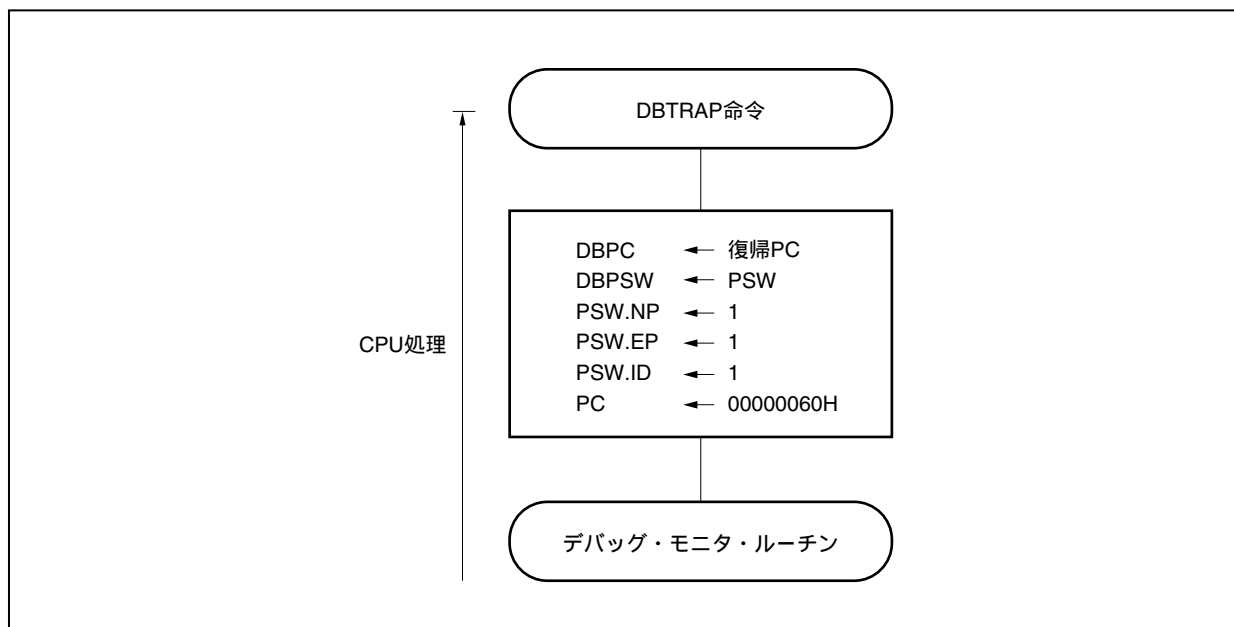 DBTRAP命令
CPU処理
DBPC ← 復帰PC
DBPSW ← PSW
PSW.NP ← 1
PSW.EP ← 1
PSW.ID ← 1
PC ← 00000060H
デバッグ・モニタ・ルーチン